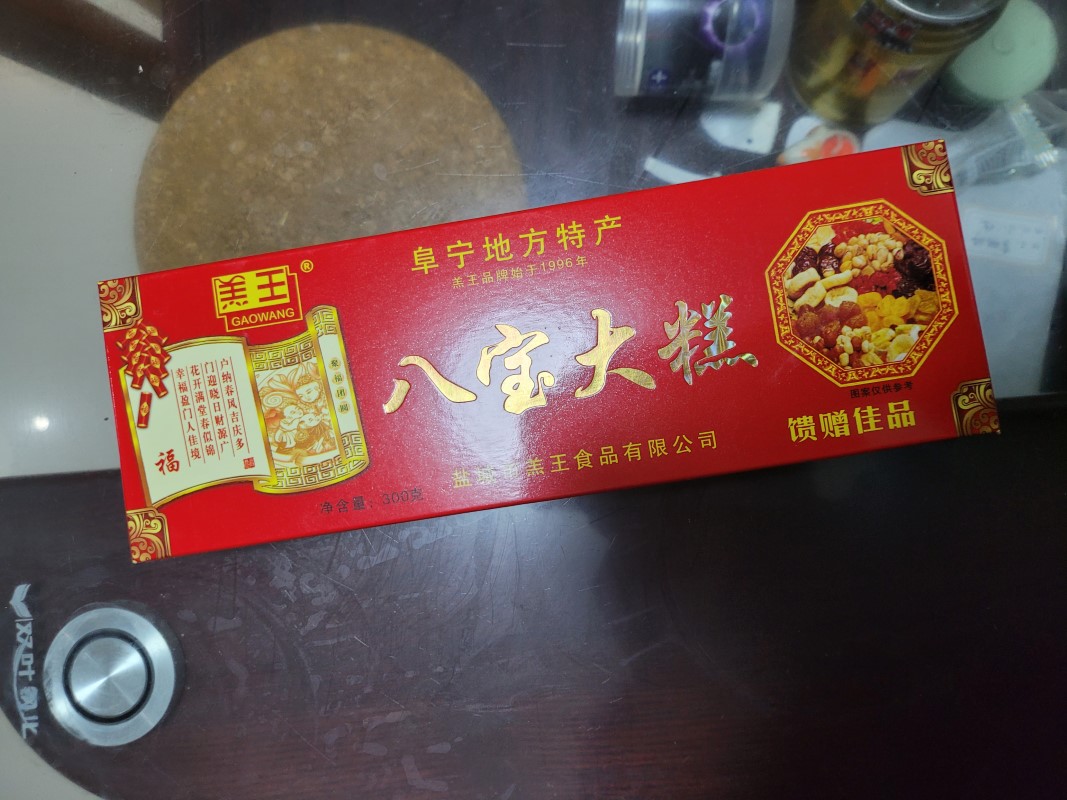 羔王®
GAOWANG
阜宁地方特产
羔王品牌始于1996年
八宝大糕
盐城 羔王食品有限公司
净含量：300克
户纳春风吉庆多
门迎晓日财源广
花开满堂春似锦
幸福盈门人佳境
福
图案仅供参考
馈赠佳品
双叶